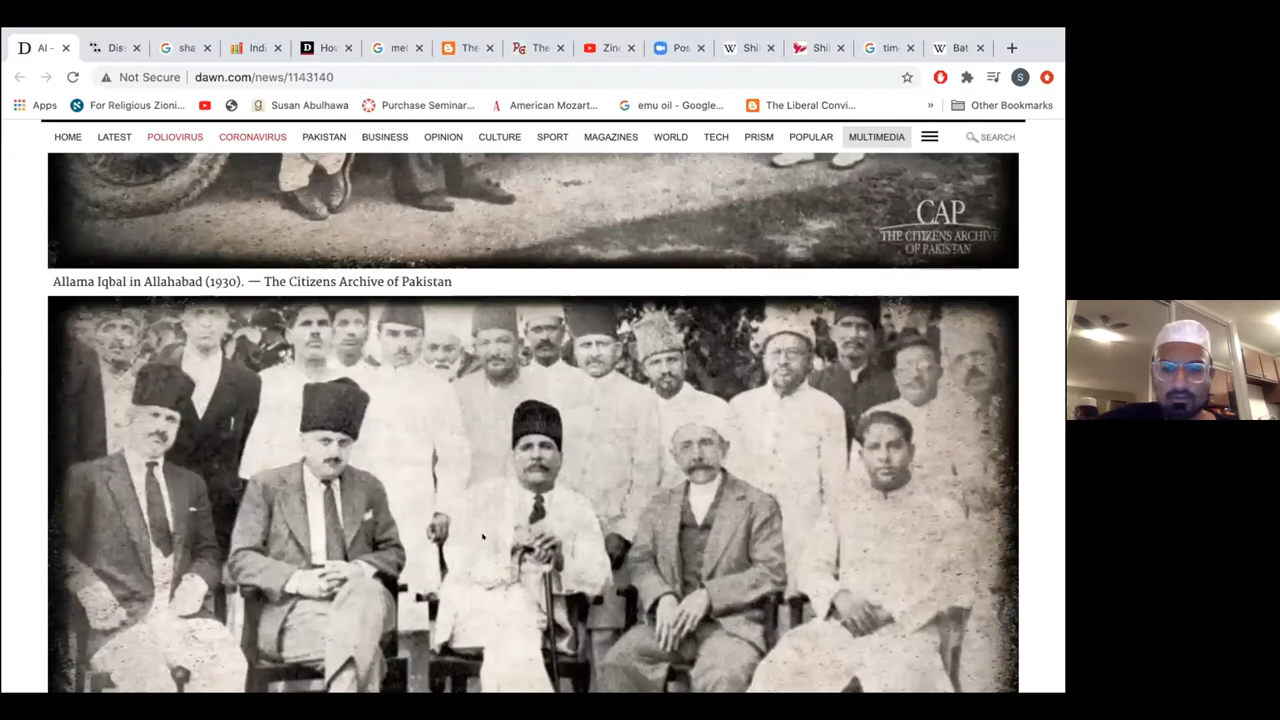 AI -
Dis
sha
Indi
Hov
met
The
The
Zinc
Pos
Shi
Shi
tim
Bat
Not Secure
dawn.com/news/1143140
S
Apps
For Religious Zioni...
Susan Abulhawa
Purchase Seminar...
American Mozart...
emu oil - Google...
The Liberal Convi...
»
Other Bookmarks
HOME
LATEST
POLIOVIRUS
CORONAVIRUS
PAKISTAN
BUSINESS
OPINION
CULTURE
SPORT
MAGAZINES
WORLD
TECH
PRISM
POPULAR
MULTIMEDIA
SEARCH
CAP
THE CITIZENS ARCHIVE
OF PAKISTAN
Allama Iqbal in Allahabad (1930). — The Citizens Archive of Pakistan